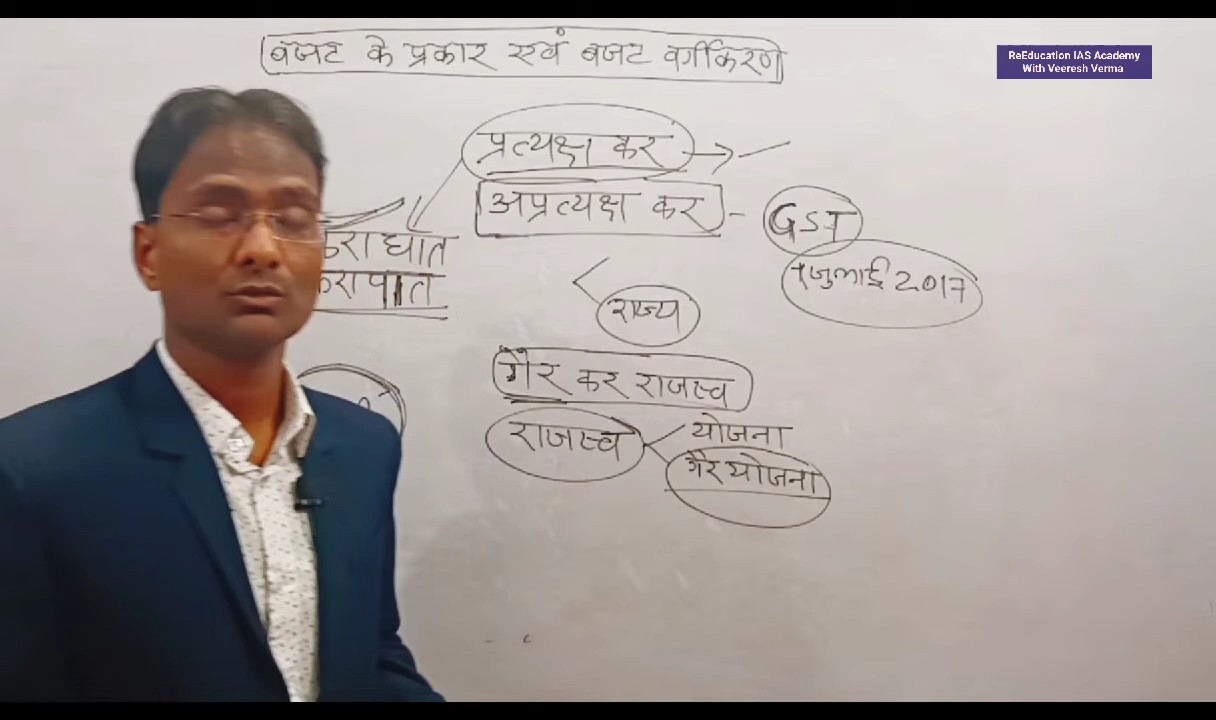 बजट के प्रकार एवं बजट वर्गीकरण
ReEducation IAS Academy
With Veeresh Verma
प्रत्यक्ष कर
अप्रत्यक्ष कर - GST
1 जुलाई 2017
कराघात
करापात
राज्य
गैर कर राजस्व
राजस्व
योजना
गैर योजना